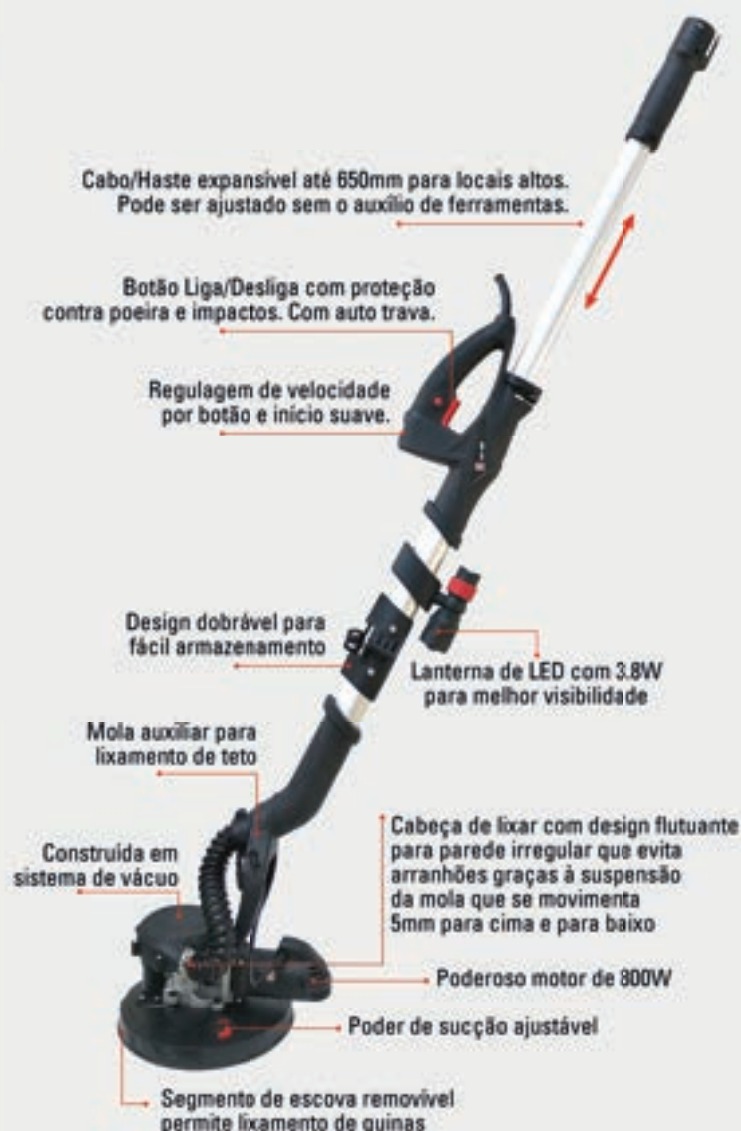 Cabo/Haste expansível até 650mm para locais altos.
Pode ser ajustado sem o auxílio de ferramentas.
Botão Liga/Desliga com proteção
contra poeira e impactos. Com auto trava.
Regulagem de velocidade
por botão e início suave.
Design dobrável para
fácil armazenamento
Lanterna de LED com 3.8W
para melhor visibilidade
Mola auxiliar para
lixamento de teto
Construída em
sistema de vácuo
Cabeça de lixar com design flutuante
para parede irregular que evita
arranhões graças à suspensão
da mola que se movimenta
5mm para cima e para baixo
Poderoso motor de 800W
Poder de sucção ajustável
Segmento de escova removível
permite lixamento de quinas